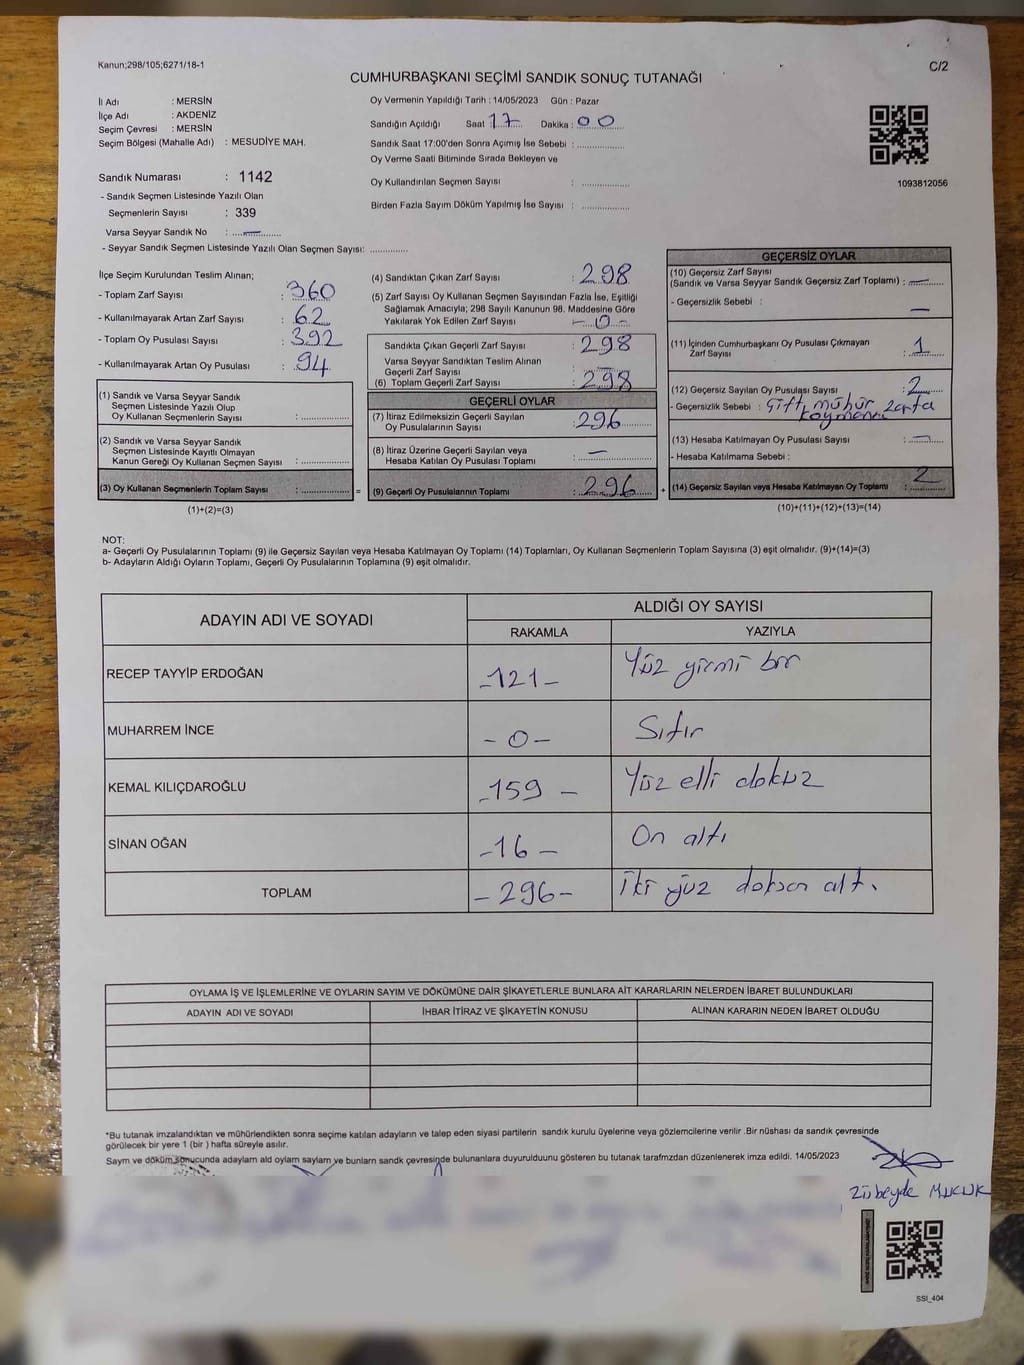 Kanun;298/105;6271/18-1
C/2
CUMHURBAŞKANI SEÇİMİ SANDIK SONUÇ TUTANAĞI
İl Adı : MERSİN
İlçe Adı : AKDENİZ
Seçim Çevresi : MERSİN
Seçim Bölgesi (Mahalle Adı) : MESUDİYE MAH.
Sandık Numarası : 1142
- Sandık Seçmen Listesinde Yazılı Olan
Seçmenlerin Sayısı : 339
Varsa Seyyar Sandık No : —
- Seyyar Sandık Seçmen Listesinde Yazılı Olan Seçmen Sayısı: ..............
Oy Vermenin Yapıldığı Tarih : 14/05/2023 Gün : Pazar
Sandığın Açıldığı Saat 17 Dakika : 00
Sandık Saat 17:00'den Sonra Açımış İse Sebebi : ..............
Oy Verme Saati Bitiminde Sırada Bekleyen ve
Oy Kullandırılan Seçmen Sayısı : ..............
Birden Fazla Sayım Döküm Yapılmış İse Sayısı : ..............
1093812056
İlçe Seçim Kurulundan Teslim Alınan;
- Toplam Zarf Sayısı : 360
- Kullanılmayarak Artan Zarf Sayısı : 62
- Toplam Oy Pusulası Sayısı : 392
- Kullanılmayarak Artan Oy Pusulası : 94
(1) Sandık ve Varsa Seyyar Sandık
Seçmen Listesinde Yazılı Olup
Oy Kullanan Seçmenlerin Sayısı : ..............
(2) Sandık ve Varsa Seyyar Sandık
Seçmen Listesinde Kayıtlı Olmayan
Kanun Gereği Oy Kullanan Seçmen Sayısı : ..............
(3) Oy Kullanan Seçmenlerin Toplam Sayısı : .............. =
(1)+(2)=(3)
(4) Sandıktan Çıkan Zarf Sayısı : 298
(5) Zarf Sayısı Oy Kullanan Seçmen Sayısından Fazla İse, Eşitliği
Sağlamak Amacıyla; 298 Sayılı Kanunun 98. Maddesine Göre
Yakılarak Yok Edilen Zarf Sayısı - 0 -
Sandıkta Çıkan Geçerli Zarf Sayısı : 298
Varsa Seyyar Sandıktan Teslim Alınan
Geçerli Zarf Sayısı : —
(6) Toplam Geçerli Zarf Sayısı : 298
GEÇERLİ OYLAR
(7) İtiraz Edilmeksizin Geçerli Sayılan
Oy Pusulalarının Sayısı : 296
(8) İtiraz Üzerine Geçerli Sayılan veya
Hesaba Katılan Oy Pusulası Toplamı : —
(9) Geçerli Oy Pusulalarının Toplamı : 296 +
GEÇERSİZ OYLAR
(10) Geçersiz Zarf Sayısı
(Sandık ve Varsa Seyyar Sandık Geçersiz Zarf Toplamı) : —
- Geçersizlik Sebebi : —
(11) İçinden Cumhurbaşkanı Oy Pusulası Çıkmayan
Zarf Sayısı : 1
(12) Geçersiz Sayılan Oy Pusulası Sayısı : 2
- Geçersizlik Sebebi : Çift mühür zarfa
(13) Hesaba Katılmayan Oy Pusulası Sayısı : —
- Hesaba Katılmama Sebebi :
(14) Geçersiz Sayılan veya Hesaba Katılmayan Oy Toplamı : 2
(10)+(11)+(12)+(13)=(14)
NOT:
a- Geçerli Oy Pusulalarının Toplamı (9) ile Geçersiz Sayılan veya Hesaba Katılmayan Oy Toplamı (14) Toplamları, Oy Kullanan Seçmenlerin Toplam Sayısına (3) eşit olmalıdır. (9)+(14)=(3)
b- Adayların Aldığı Oyların Toplamı, Geçerli Oy Pusulalarının Toplamına (9) eşit olmalıdır.
ADAYIN ADI VE SOYADI
ALDIĞI OY SAYISI
RAKAMLA YAZIYLA
RECEP TAYYİP ERDOĞAN -121- Yüz yirmi bir
MUHARREM İNCE -0- Sıfır
KEMAL KILIÇDAROĞLU -159- Yüz elli dokuz
SİNAN OĞAN -16- On altı
TOPLAM -296- iki yüz doksan altı
OYLAMA İŞ VE İŞLEMLERİNE VE OYLARIN SAYIM VE DÖKÜMÜNE DAİR ŞİKAYETLERLE BUNLARA AİT KARARLARIN NELERDEN İBARET BULUNDUKLARI
ADAYIN ADI VE SOYADI İHBAR İTİRAZ VE ŞİKAYETİN KONUSU ALINAN KARARIN NEDEN İBARET OLDUĞU
*Bu tutanak imzalandıktan ve mühürlendikten sonra seçime katılan adayların ve talep eden siyasi partilerin sandık kurulu üyelerine veya gözlemcilerine verilir .Bir nüshası da sandık çevresinde
görülecek bir yere 1 (bir ) hafta süreyle asılır.
Sayım ve döküm sonucunda adayların ald oyların sayların ve bunların sandk çevresinde bulunanlara duyurulduunu gösteren bu tutanak tarafmzdan düzenlenerek imza edildi. 14/05/2023
Zübeyde
SSI_404